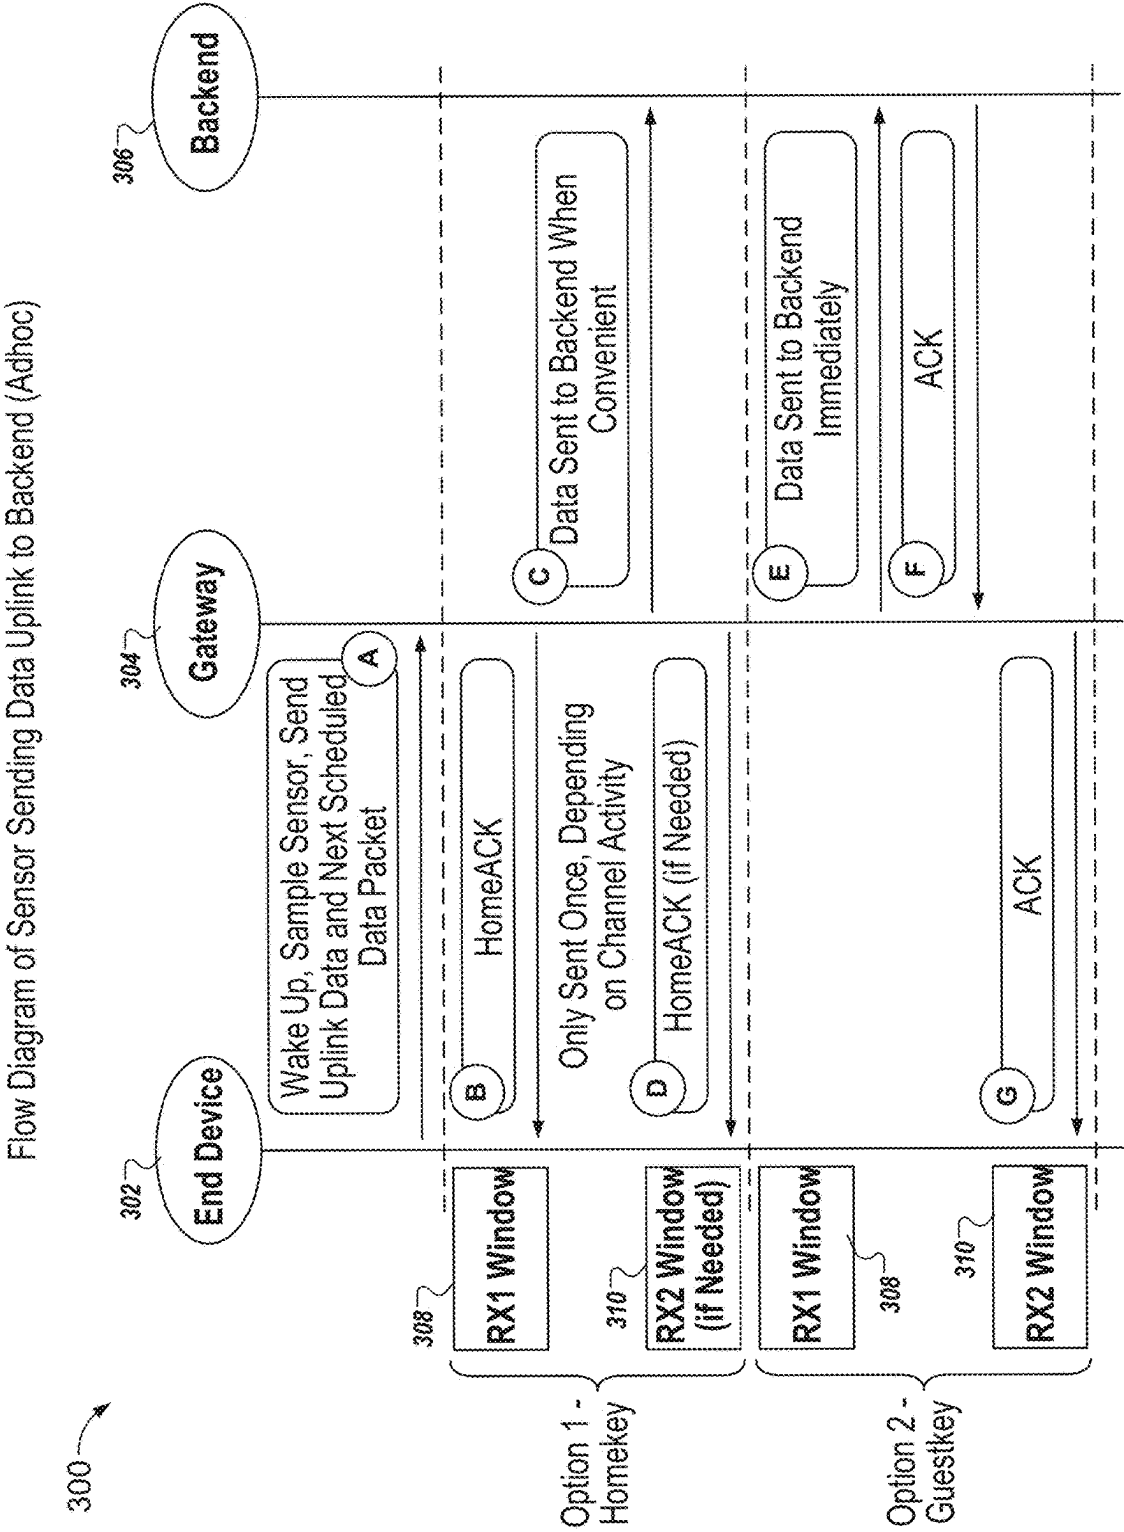 Flow Diagram of Sensor Sending Data Uplink to Backend (Adhoc)
300
302
End Device
304
Gateway
306
Backend
Wake Up, Sample Sensor, Send
Uplink Data and Next Scheduled
Data Packet
A
Option 1 -
Homekey
308
RX1 Window
B
HomeACK
C
Data Sent to Backend When
Convenient
Only Sent Once, Depending
on Channel Activity
310
RX2 Window
(if Needed)
D
HomeACK (if Needed)
Option 2 -
Guestkey
RX1 Window
308
E
Data Sent to Backend
Immediately
F
ACK
310
RX2 Window
G
ACK